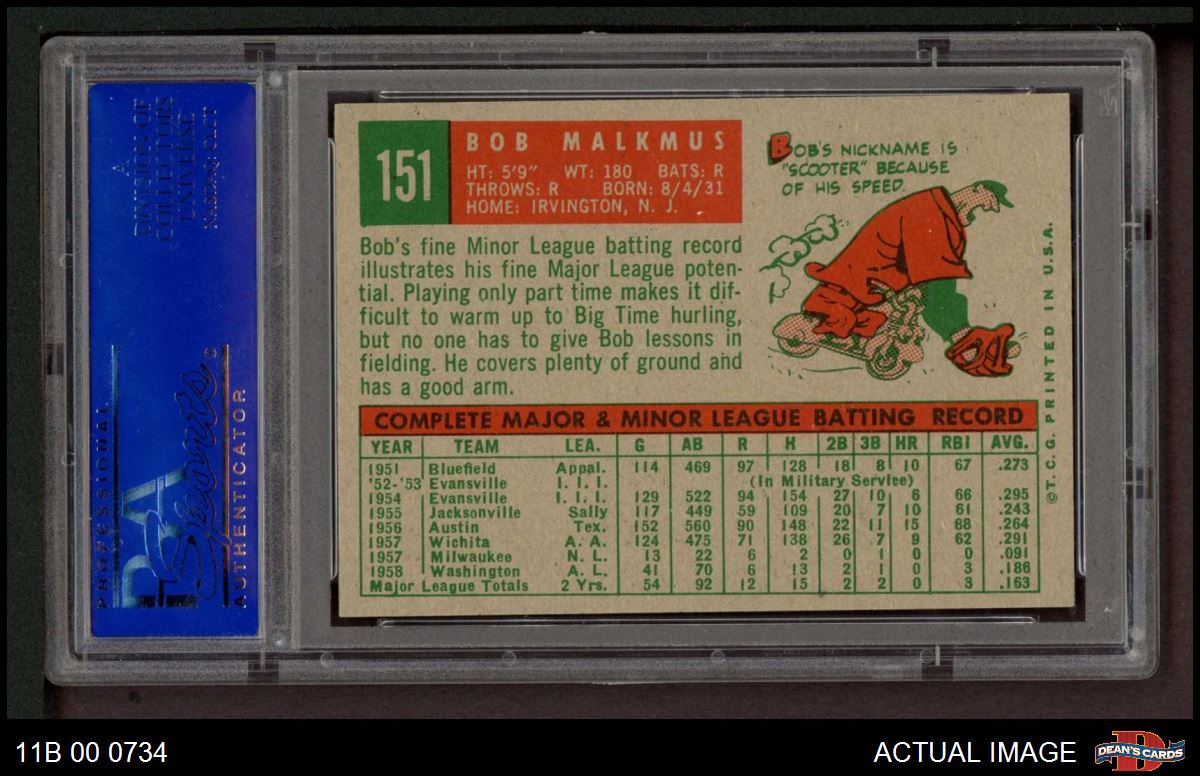 A
DIVISION OF
COLLECTORS
UNIVERSE
NASDAQ: CLCT
PROFESSIONAL
PSA
Sports
AUTHENTICATOR
151
BOB MALKMUS
HT: 5'9" WT: 180 BATS: R
THROWS: R BORN: 8/4/31
HOME: IRVINGTON, N. J.
BOB'S NICKNAME IS
"SCOOTER" BECAUSE
OF HIS SPEED.
Bob's fine Minor League batting record
illustrates his fine Major League poten-
tial. Playing only part time makes it dif-
ficult to warm up to Big Time hurling,
but no one has to give Bob lessons in
fielding. He covers plenty of ground and
has a good arm.
COMPLETE MAJOR & MINOR LEAGUE BATTING RECORD
YEAR TEAM LEA. G AB R H 2B 3B HR RBI AVG.
1951 Bluefield Appal. 114 469 97 128 18 8 10 67 .273
'52-'53 Evansville I. I. I. (In Military Service)
1954 Evansville I. I. I. 129 522 94 154 27 10 6 66 .295
1955 Jacksonville Sally 117 449 59 109 20 7 10 61 .243
1956 Austin Tex. 152 560 90 148 22 11 15 88 .264
1957 Wichita A. A. 124 475 71 138 26 7 9 62 .291
1957 Milwaukee N. L. 13 22 6 2 0 1 0 0 .091
1958 Washington A. L. 41 70 6 13 2 1 0 3 .186
Major League Totals 2 Yrs. 54 92 12 15 2 2 0 3 .163
©T. C. G. PRINTED IN U.S.A.
11B 00 0734
ACTUAL IMAGE
DEAN'S CARDS